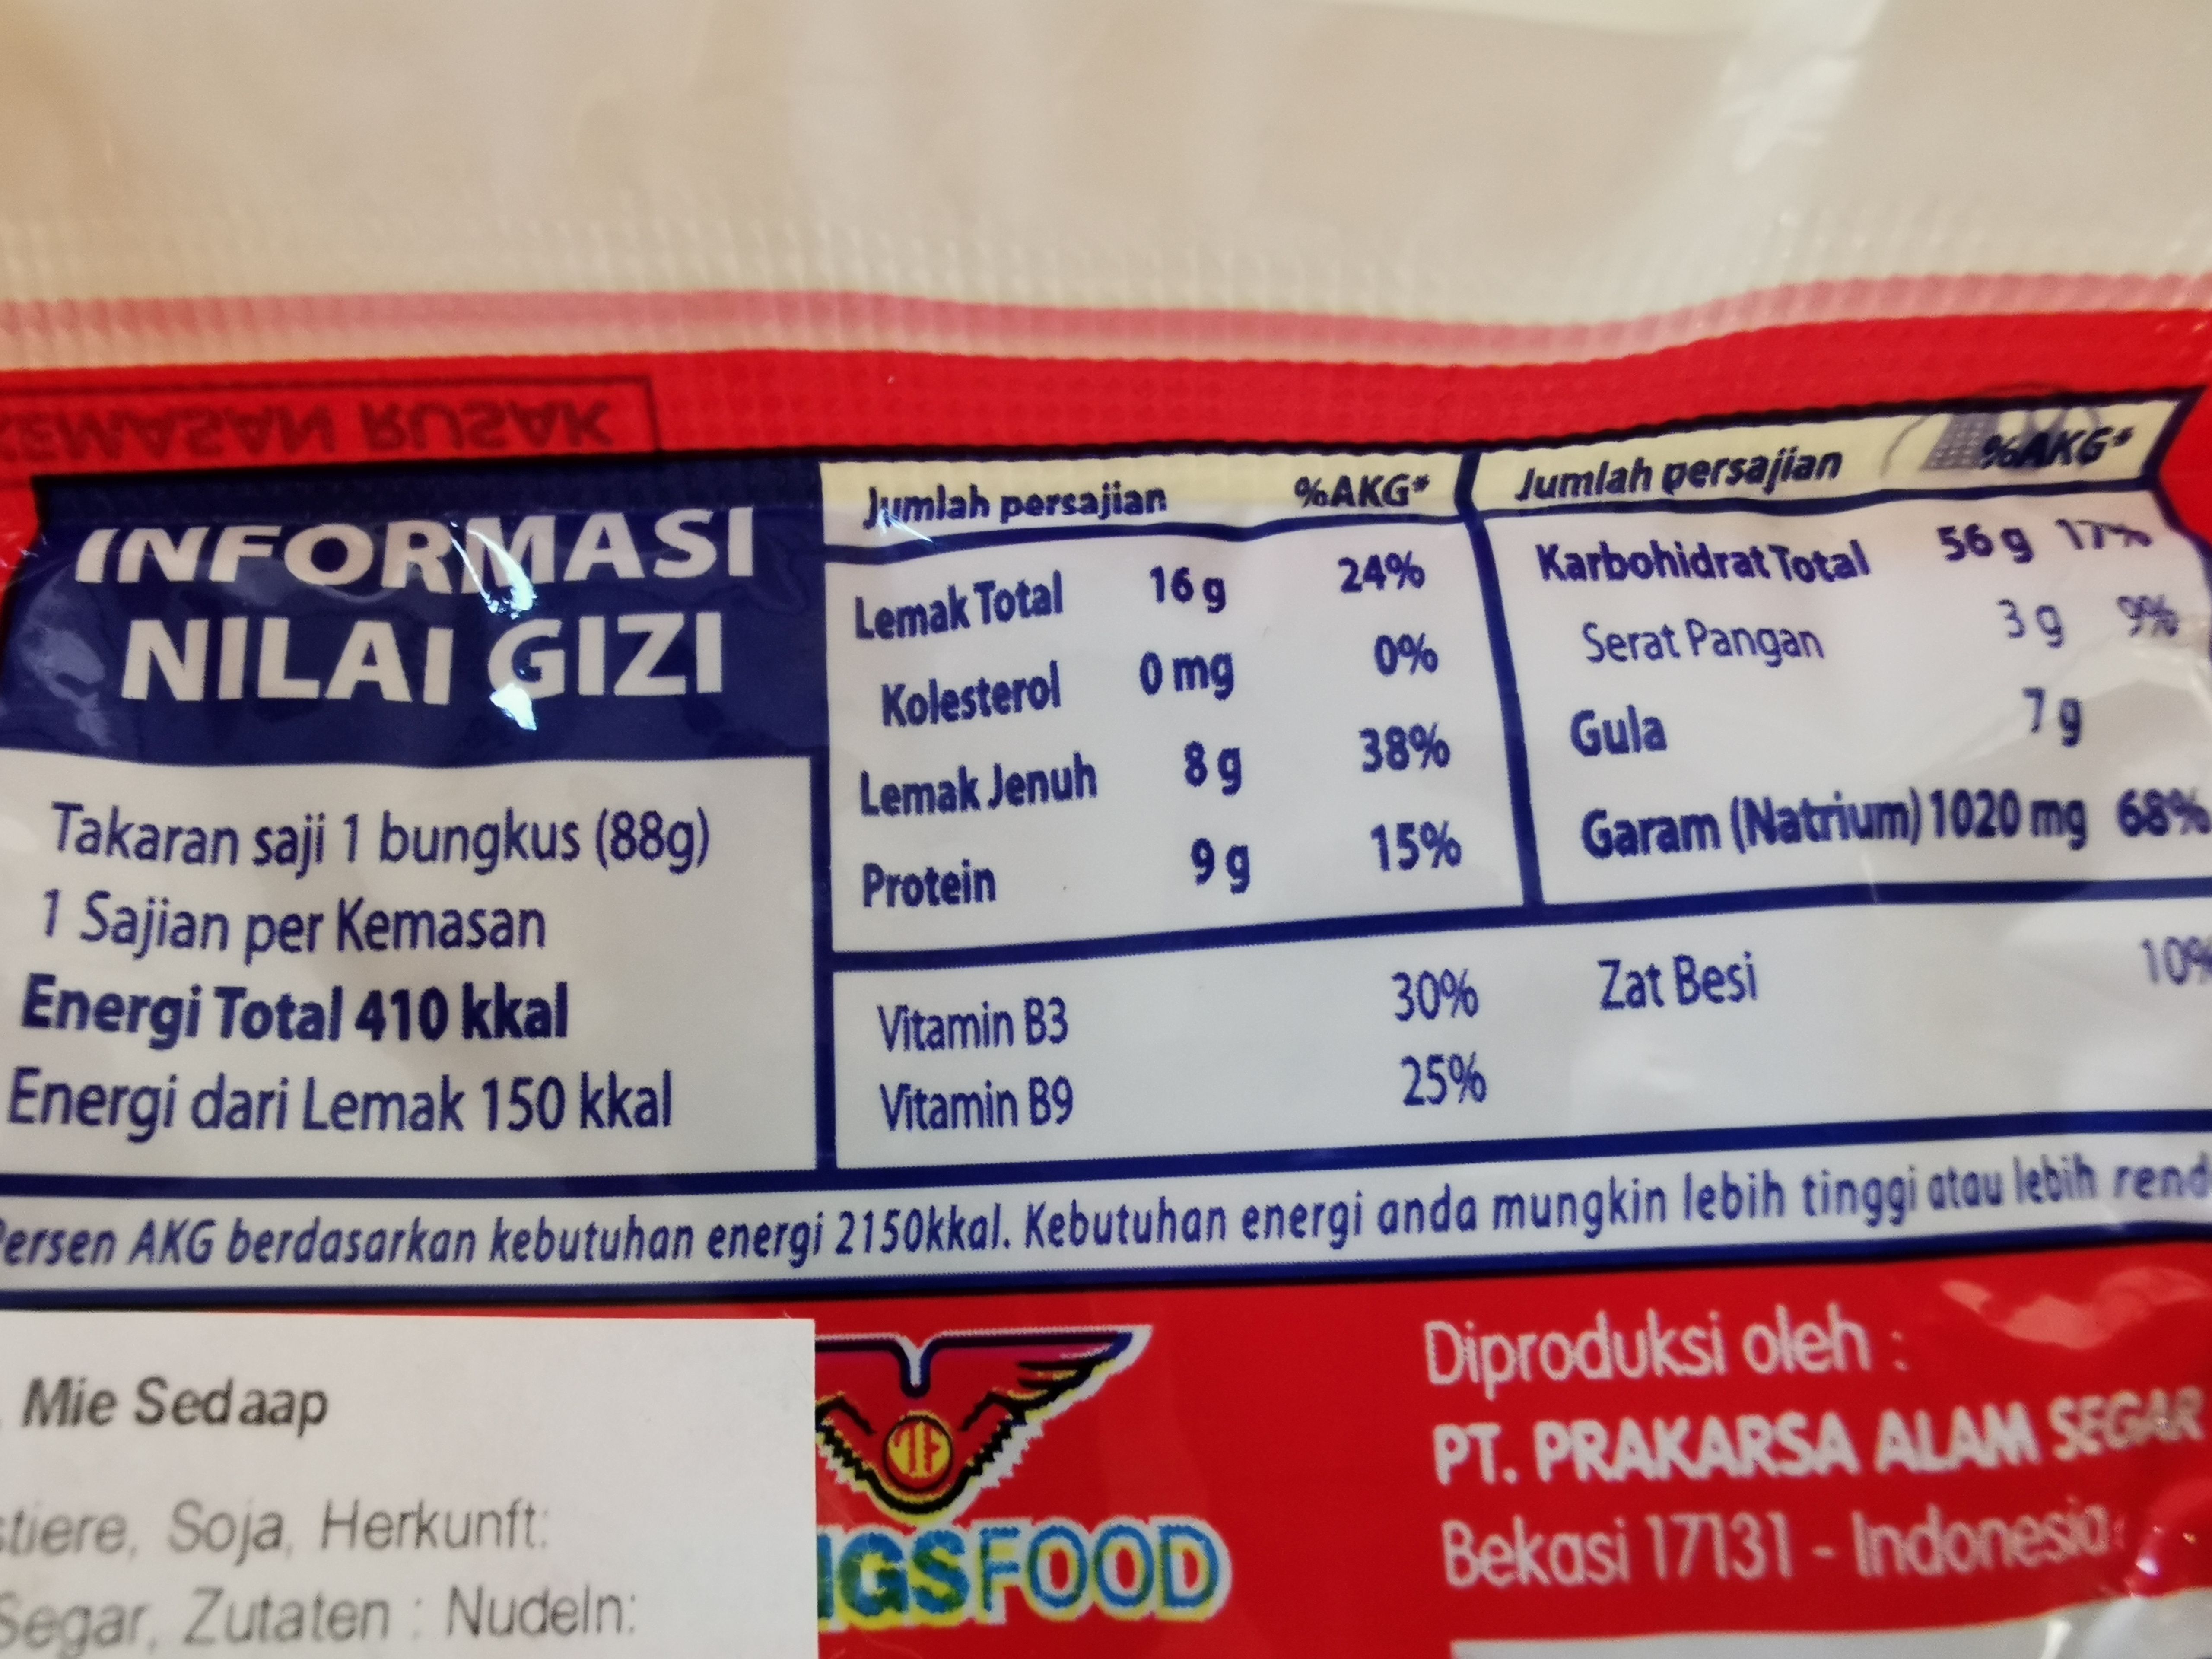 KEMASAN RUSAK
INFORMASI
NILAI GIZI
Takaran saji 1 bungkus (88g)
1 Sajian per Kemasan
Energi Total 410 kkal
Energi dari Lemak 150 kkal
Jumlah persajian %AKG*
Lemak Total 16 g 24%
Kolesterol 0 mg 0%
Lemak Jenuh 8 g 38%
Protein 9 g 15%
Jumlah persajian %AKG*
Karbohidrat Total 56 g 17%
Serat Pangan 3 g 9%
Gula 7 g
Garam (Natrium) 1020 mg 68%
Vitamin B3 30%
Vitamin B9 25%
Zat Besi 10%
Persen AKG berdasarkan kebutuhan energi 2150kkal. Kebutuhan energi anda mungkin lebih tinggi atau lebih rend
Mie Sedaap
stiere, Soja, Herkunft:
Segar, Zutaten : Nudeln:
NGSFOOD
Diproduksi oleh :
PT. PRAKARSA ALAM SEGAR
Bekasi 17131 - Indonesia